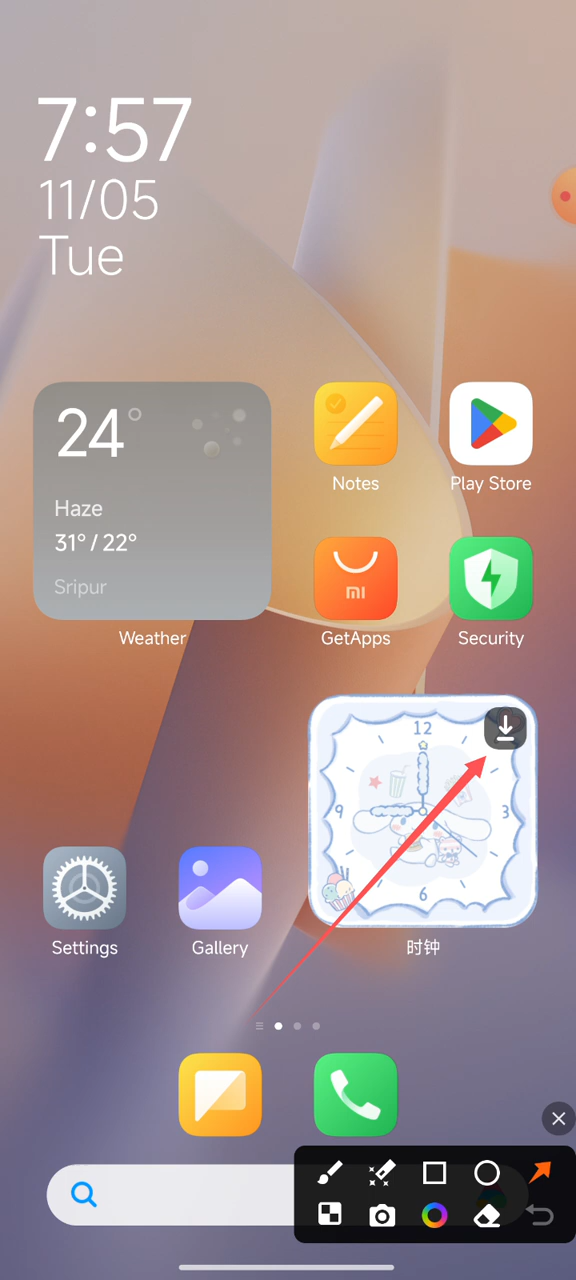 7:57
11/05
Tue
24°
Haze
31° / 22°
Sripur
Weather
Notes
Play Store
mi
GetApps
Security
12
3
6
9
时钟
Settings
Gallery